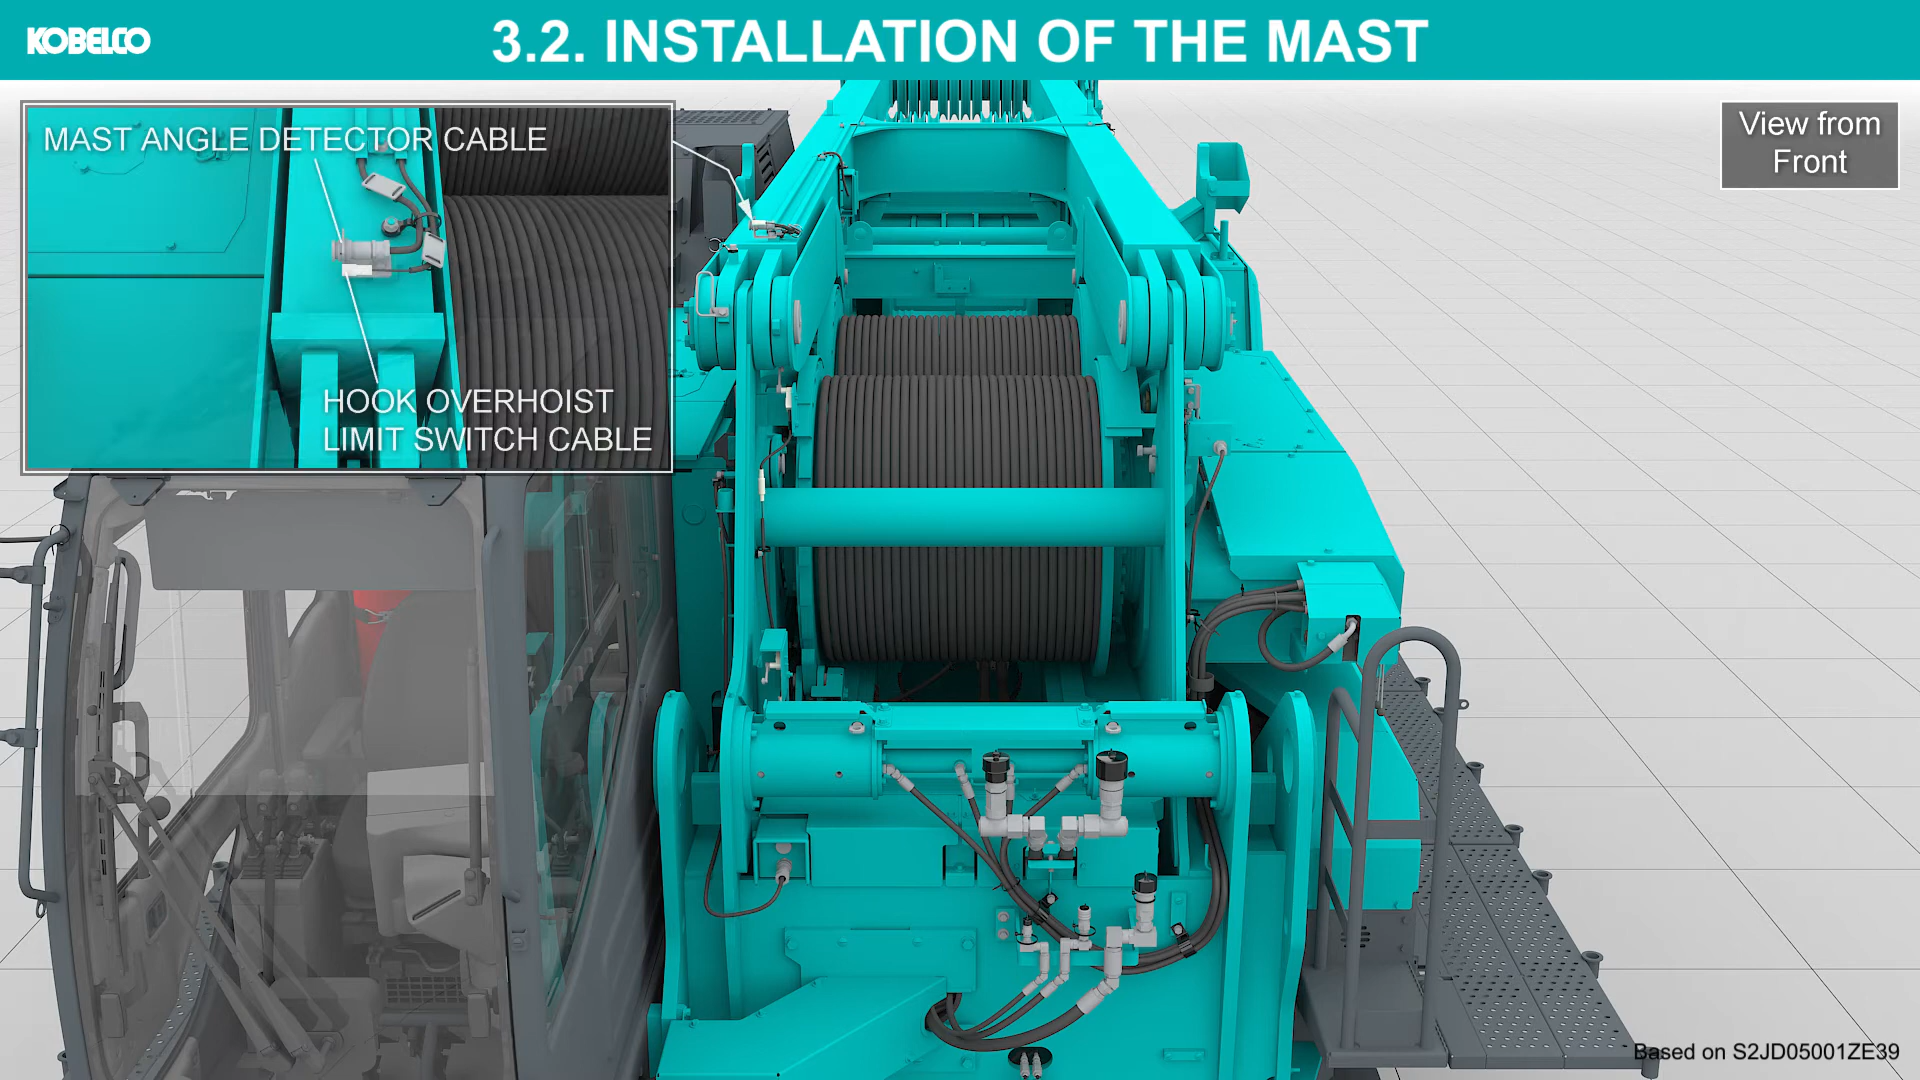 KOBELCO
3.2. INSTALLATION OF THE MAST
MAST ANGLE DETECTOR CABLE
HOOK OVERHOIST
LIMIT SWITCH CABLE
View from
Front
Based on S2JD05001ZE39